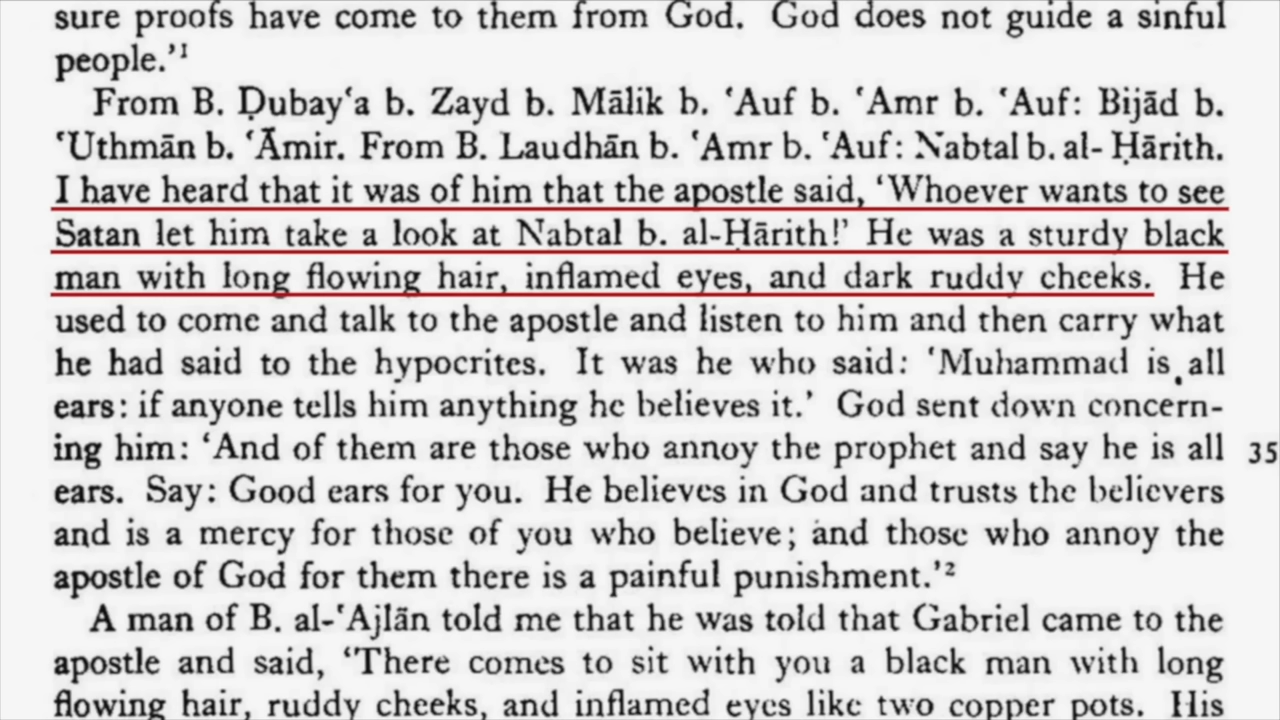 sure proofs have come to them from God. God does not guide a sinful
people.'¹
From B. Ḍubayʻa b. Zayd b. Mālik b. ʻAuf b. ʻAmr b. ʻAuf: Bijād b.
ʻUthmān b. ʻĀmir. From B. Laudhān b. ʻAmr b. ʻAuf: Nabtal b. al-Ḥārith.
I have heard that it was of him that the apostle said, 'Whoever wants to see
Satan let him take a look at Nabtal b. al-Ḥārith!' He was a sturdy black
man with long flowing hair, inflamed eyes, and dark ruddy cheeks. He
used to come and talk to the apostle and listen to him and then carry what
he had said to the hypocrites. It was he who said: 'Muhammad is all
ears: if anyone tells him anything he believes it.' God sent down concern-
ing him: 'And of them are those who annoy the prophet and say he is all 35
ears. Say: Good ears for you. He believes in God and trusts the believers
and is a mercy for those of you who believe; and those who annoy the
apostle of God for them there is a painful punishment.'²
A man of B. al-ʻAjlān told me that he was told that Gabriel came to the
apostle and said, 'There comes to sit with you a black man with long
flowing hair, ruddy cheeks, and inflamed eyes like two copper pots. His